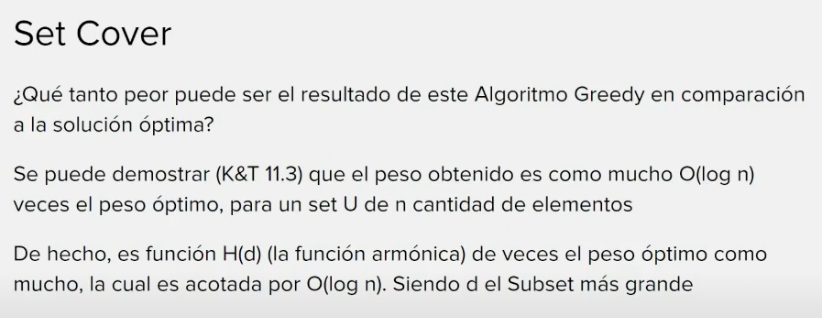 Set Cover
¿Qué tanto peor puede ser el resultado de este Algoritmo Greedy en comparación
a la solución óptima?
Se puede demostrar (K&T 11.3) que el peso obtenido es como mucho O(log n)
veces el peso óptimo, para un set U de n cantidad de elementos
De hecho, es función H(d) (la función armónica) de veces el peso óptimo como
mucho, la cual es acotada por O(log n). Siendo d el Subset más grande